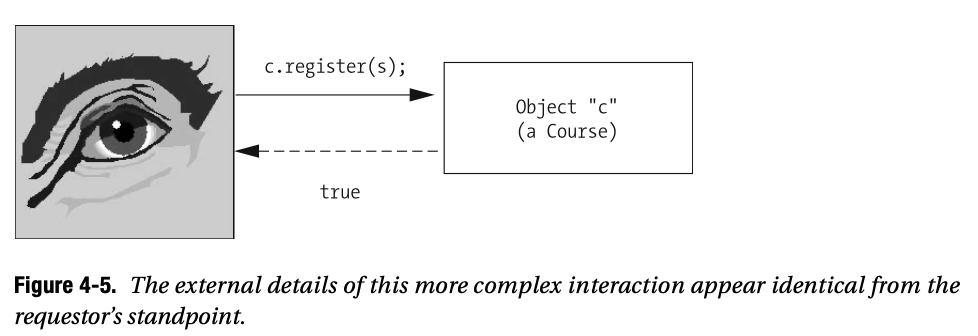 c.register(s);
Object "c"
(a Course)
true
Figure 4-5. The external details of this more complex interaction appear identical from the
requestor’s standpoint.